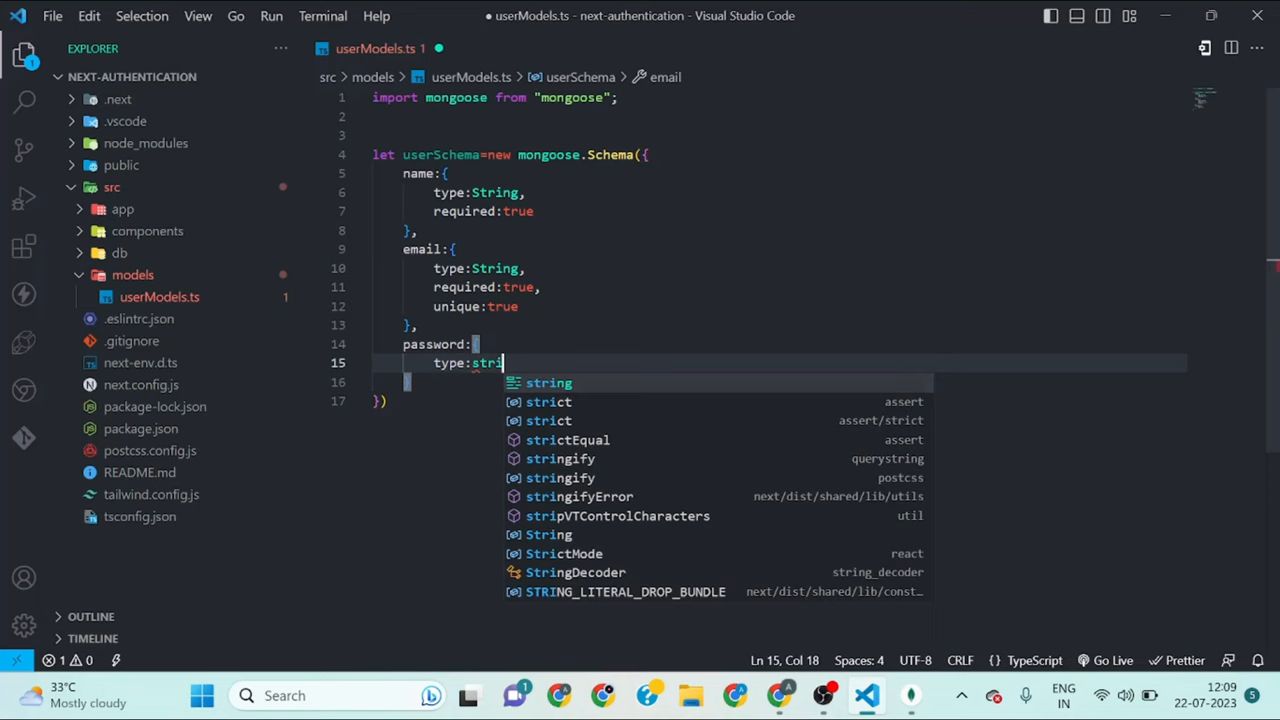 File Edit Selection View Go Run Terminal Help
● userModels.ts - next-authentication - Visual Studio Code
EXPLORER
userModels.ts 1
NEXT-AUTHENTICATION
src > models > userModels.ts > userSchema > email
.next
.vscode
node_modules
public
src
app
components
db
models
userModels.ts 1
.eslintrc.json
.gitignore
next-env.d.ts
next.config.js
package-lock.json
package.json
postcss.config.js
README.md
tailwind.config.js
tsconfig.json
OUTLINE
TIMELINE
1 import mongoose from "mongoose";
2
3
4 let userSchema=new mongoose.Schema({
5 name:{
6 type:String,
7 required:true
8 },
9 email:{
10 type:String,
11 required:true,
12 unique:true
13 },
14 password:{
15 type:stri
16 }
17 })
string
strict assert
strict assert/strict
strictEqual assert
stringify querystring
stringify postcss
stringifyError next/dist/shared/lib/utils
stripVTControlCharacters util
String
StrictMode react
StringDecoder string_decoder
STRING_LITERAL_DROP_BUNDLE next/dist/shared/lib/const…
1 0
Ln 15, Col 18 Spaces: 4 UTF-8 CRLF {} TypeScript Go Live Prettier
33°C
Mostly cloudy
Search
1
A
A
ENG
IN
12:09
22-07-2023
5